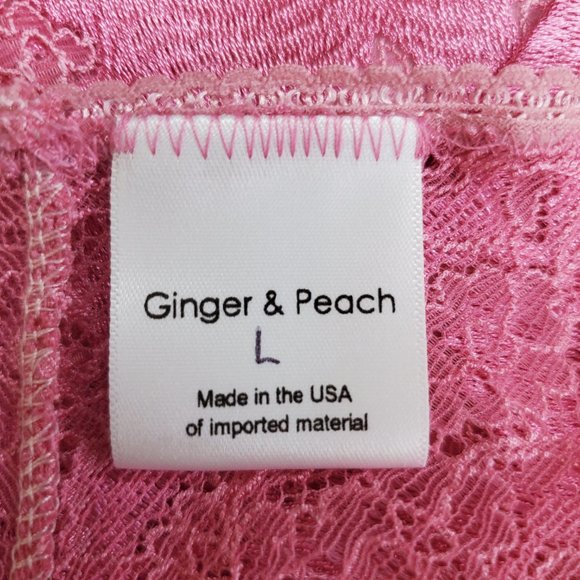 Ginger & Peach
L
Made in the USA
of imported material